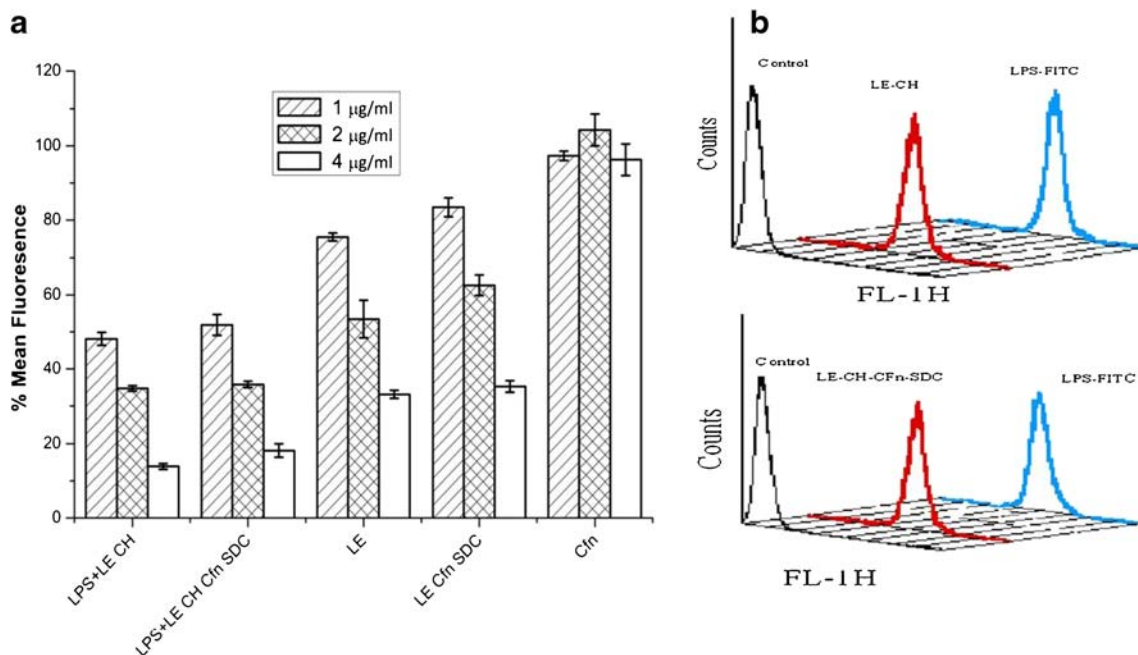 a
% Mean Fluoresence
120
100
80
60
40
20
0
1 μg/ml
2 μg/ml
4 μg/ml
LPS+LE CH
LPS+LE CH Cfn SDC
LE
LE Cfn SDC
Cfn
b
Control
LE-CH
LPS-FITC
Counts
FL-1H
Control
LE-CH-CFn-SDC
LPS-FITC
Counts
FL-1H